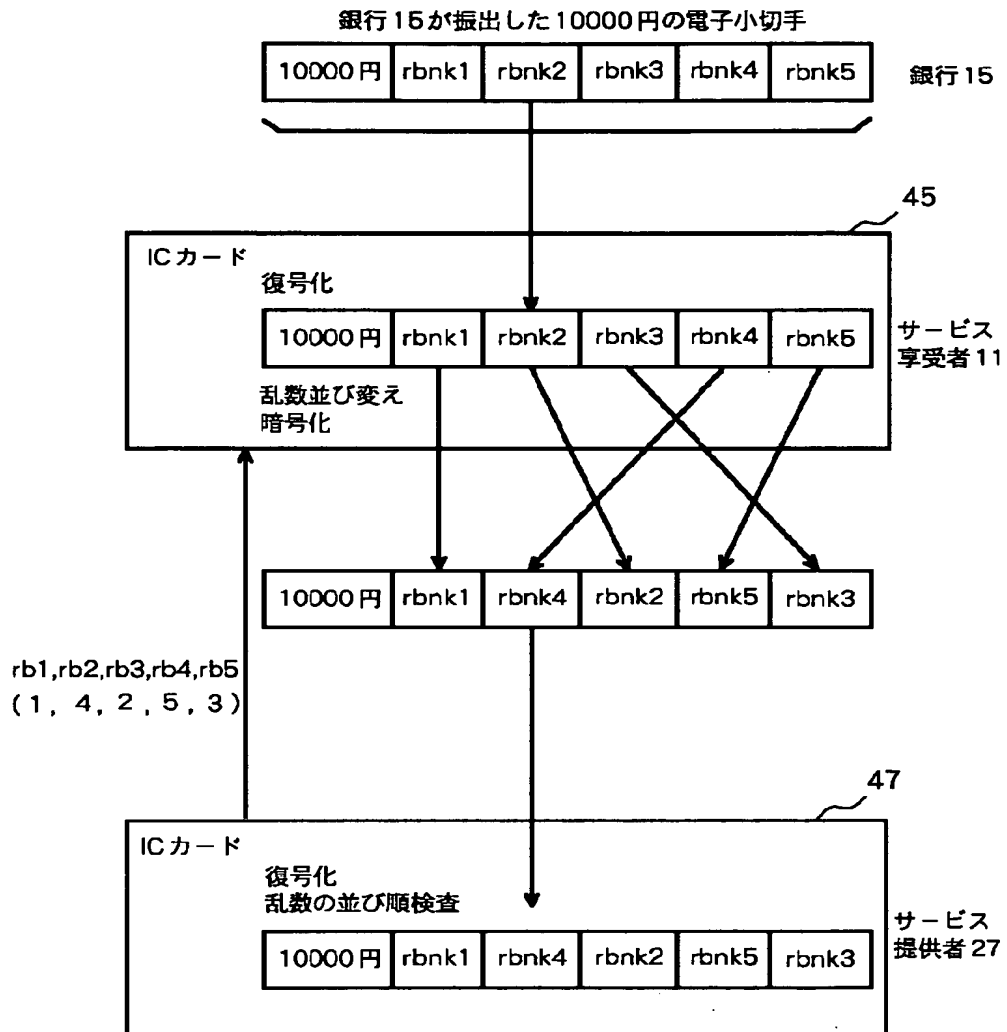 銀行15が振出した10000円の電子小切手
10000円 rbnk1 rbnk2 rbnk3 rbnk4 rbnk5
銀行15
45
ICカード
復号化
10000円 rbnk1 rbnk2 rbnk3 rbnk4 rbnk5
サービス
享受者11
乱数並び変え
暗号化
10000円 rbnk1 rbnk4 rbnk2 rbnk5 rbnk3
rb1,rb2,rb3,rb4,rb5
(1, 4, 2, 5, 3)
47
ICカード
復号化
乱数の並び順検査
10000円 rbnk1 rbnk4 rbnk2 rbnk5 rbnk3
サービス
提供者27